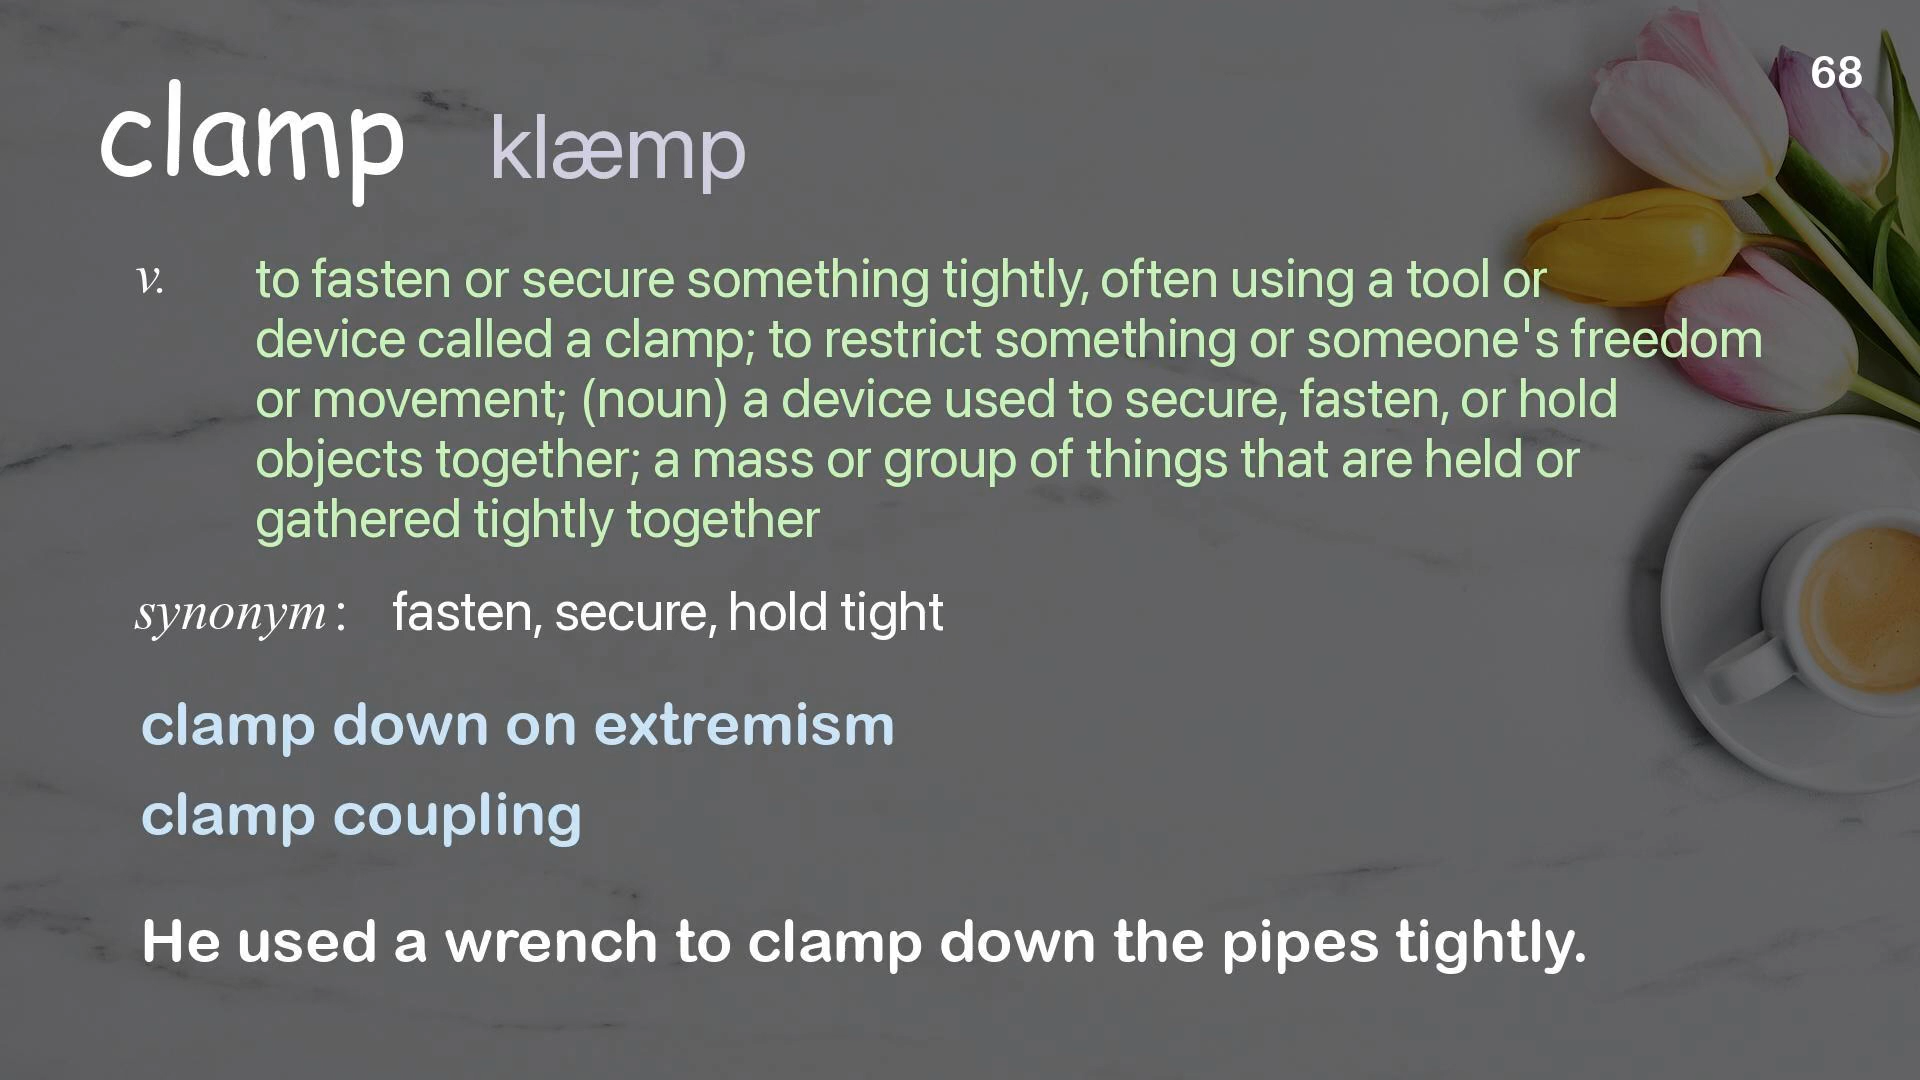 68
clamp klæmp
v. to fasten or secure something tightly, often using a tool or
device called a clamp; to restrict something or someone's freedom
or movement; (noun) a device used to secure, fasten, or hold
objects together; a mass or group of things that are held or
gathered tightly together
synonym: fasten, secure, hold tight
clamp down on extremism
clamp coupling
He used a wrench to clamp down the pipes tightly.